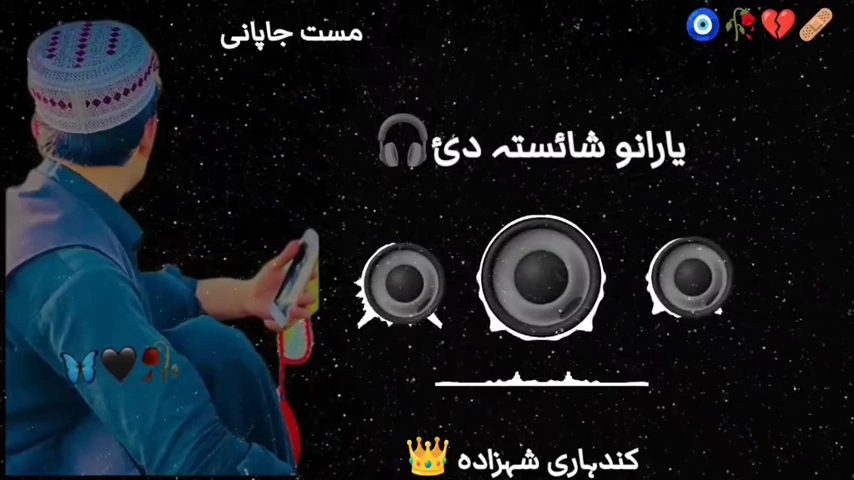 مست جاپانی
یارانو شائستہ دئ
کندہاری شہزادہ